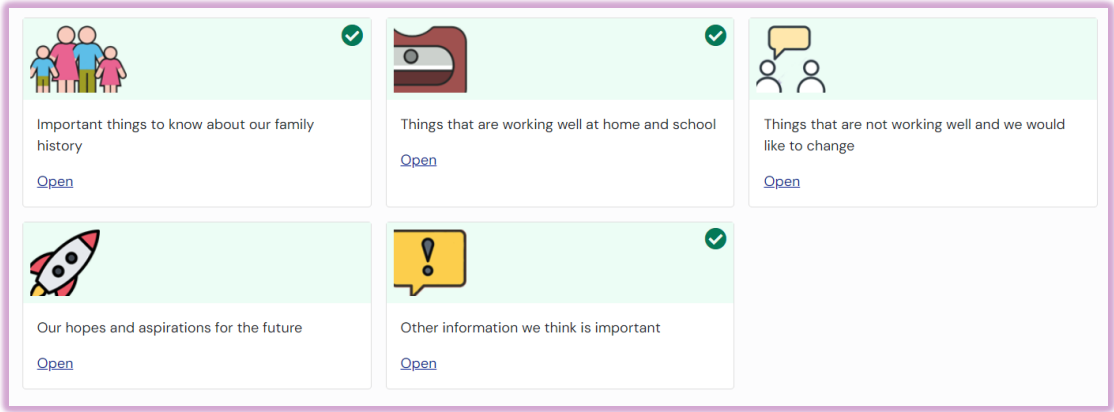 Important things to know about our family
history
Open
Things that are working well at home and school
Open
Things that are not working well and we would
like to change
Open
Our hopes and aspirations for the future
Open
Other information we think is important
Open